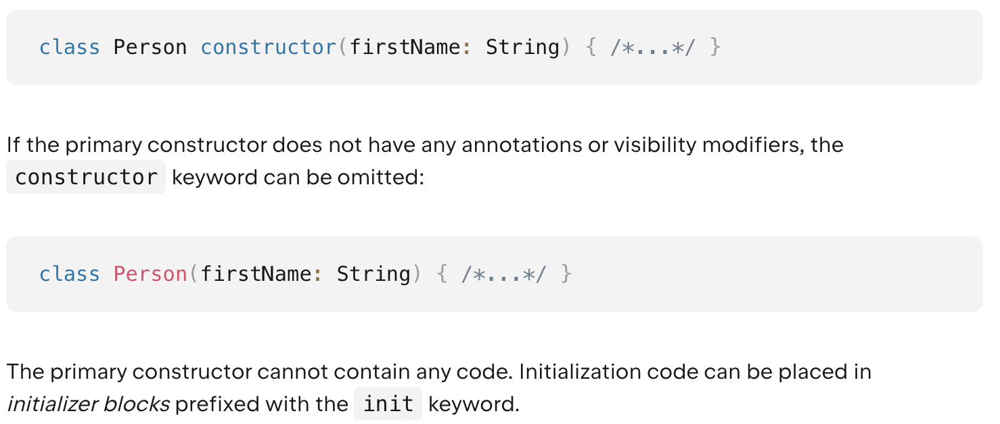 class Person constructor(firstName: String) { /*...*/ }
If the primary constructor does not have any annotations or visibility modifiers, the
constructor keyword can be omitted:
class Person(firstName: String) { /*...*/ }
The primary constructor cannot contain any code. Initialization code can be placed in
initializer blocks prefixed with the init keyword.